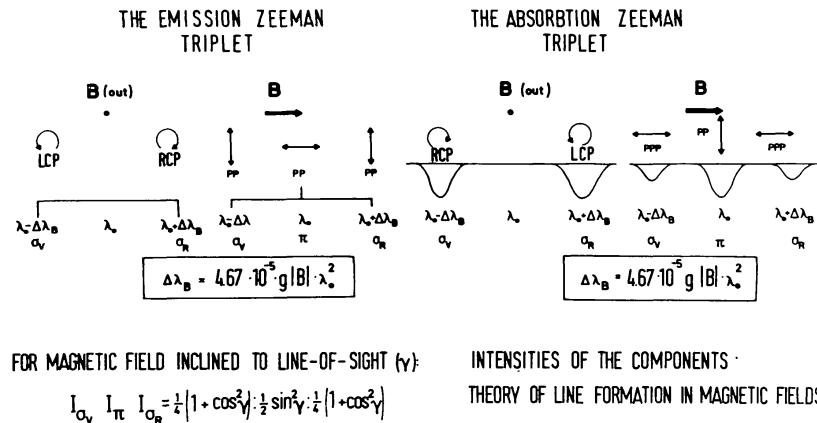 THE EMISSION ZEEMAN
TRIPLET
B (out)
B
LCP
RCP
PP
PP
PP
λ₀-Δλ_B
λ₀
λ₀+Δλ_B
λ₀-Δλ
λ₀
λ₀+Δλ_B
σ_V
σ_R
σ_V
π
σ_R
Δλ_B = 4.67·10⁻⁵·g|B|·λ₀²
THE ABSORBTION ZEEMAN
TRIPLET
B (out)
B
RCP
LCP
PPP
PP
PPP
λ₀-Δλ_B
λ₀
λ₀+Δλ_B
λ₀-Δλ_B
λ₀
λ₀+Δλ_B
σ_V
σ_R
σ_V
π
σ_R
Δλ_B = 4.67·10⁻⁵ g|B|·λ₀²
FOR MAGNETIC FIELD INCLINED TO LINE-OF-SIGHT (γ):
I_σ_V I_π I_σ_R = ¼(1+cos²γ):½sin²γ:¼(1+cos²γ)
INTENSITIES OF THE COMPONENTS·
THEORY OF LINE FORMATION IN MAGNETIC FIELDS